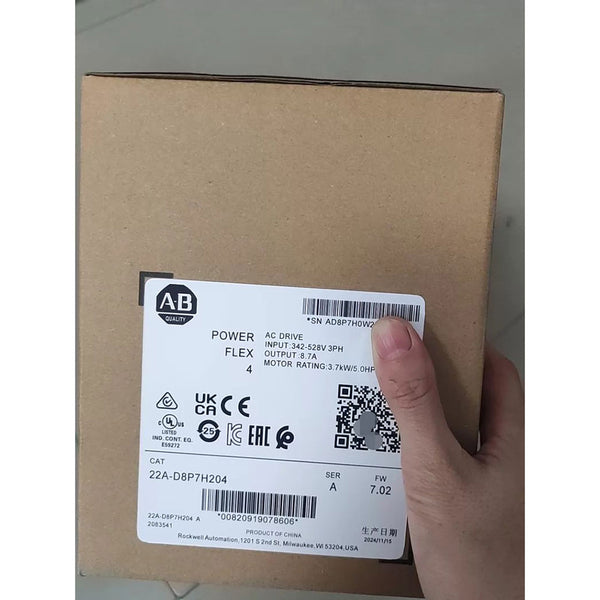 A-B
QUALITY
*SN AD8P7H0W2
POWER
FLEX
4
AC DRIVE
INPUT:342-528V 3PH
OUTPUT:8.7A
MOTOR RATING:3.7kW/5.0HP
UK
CA
CE
c UL US
LISTED
IND. CONT. EQ.
E59272
25
EAC
CAT
22A-D8P7H204
SER
A
FW
7.02
22A-D8P7H204 A
2083541
*00820919078606*
生产日期
2024/11/15
PRODUCT OF CHINA
Rockwell Automation,1201 S 2nd St. Milwaukee, WI 53204,USA